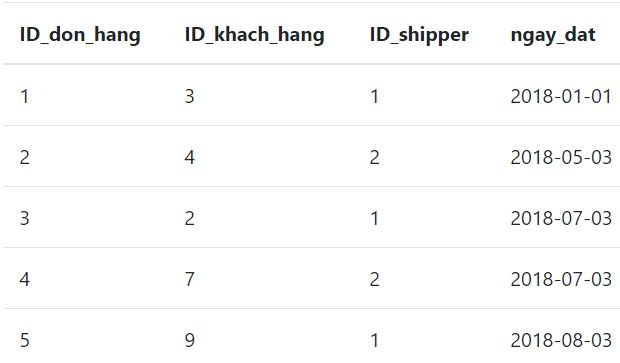 ID_don_hang ID_khach_hang ID_shipper ngay_dat
1 3 1 2018-01-01
2 4 2 2018-05-03
3 2 1 2018-07-03
4 7 2 2018-07-03
5 9 1 2018-08-03